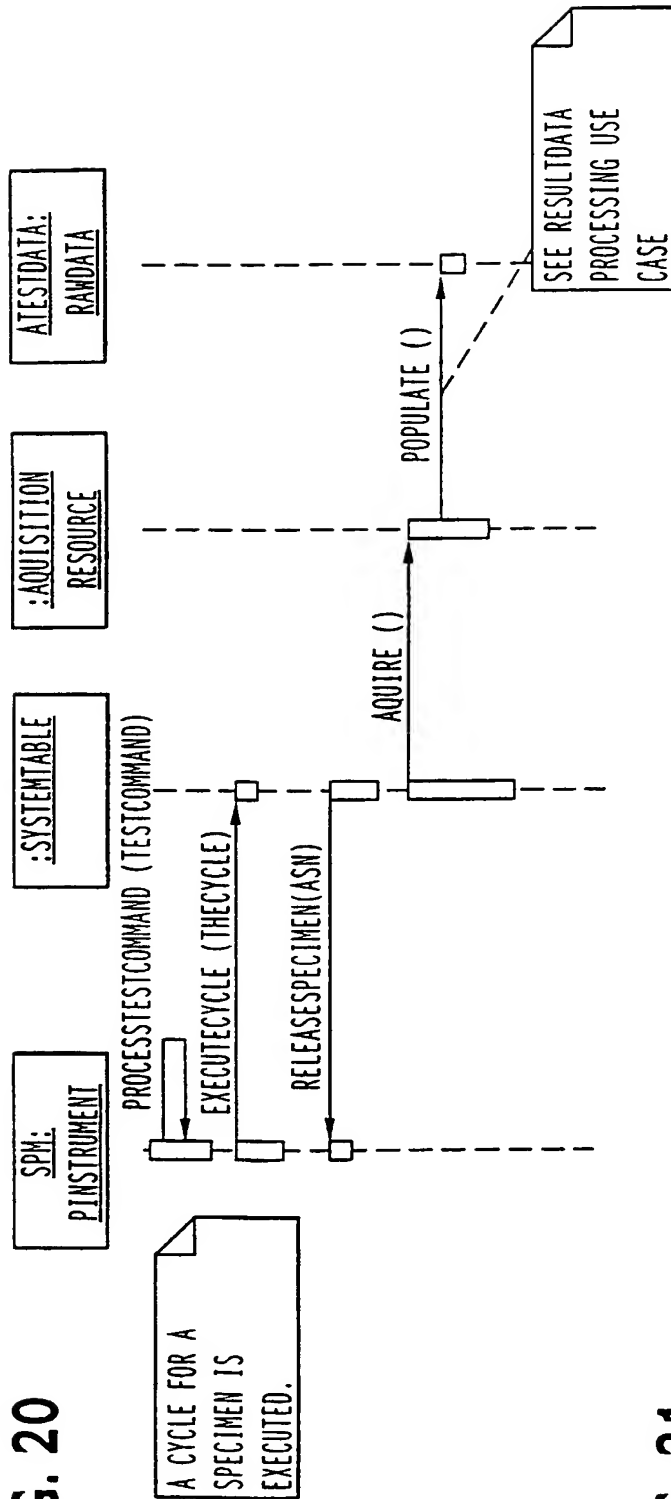 G. 20
SPM:
PINSTRUMENT
:SYSTEMTABLE
:AQUISITION
RESOURCE
ATESTDATA:
RAWDATA
A CYCLE FOR A
SPECIMEN IS
EXECUTED.
PROCESSTESTCOMMAND (TESTCOMMAND)
EXECUTECYCLE (THECYCLE)
RELEASESPECIMEN(ASN)
AQUIRE ()
POPULATE ()
SEE RESULTDATA
PROCESSING USE
CASE